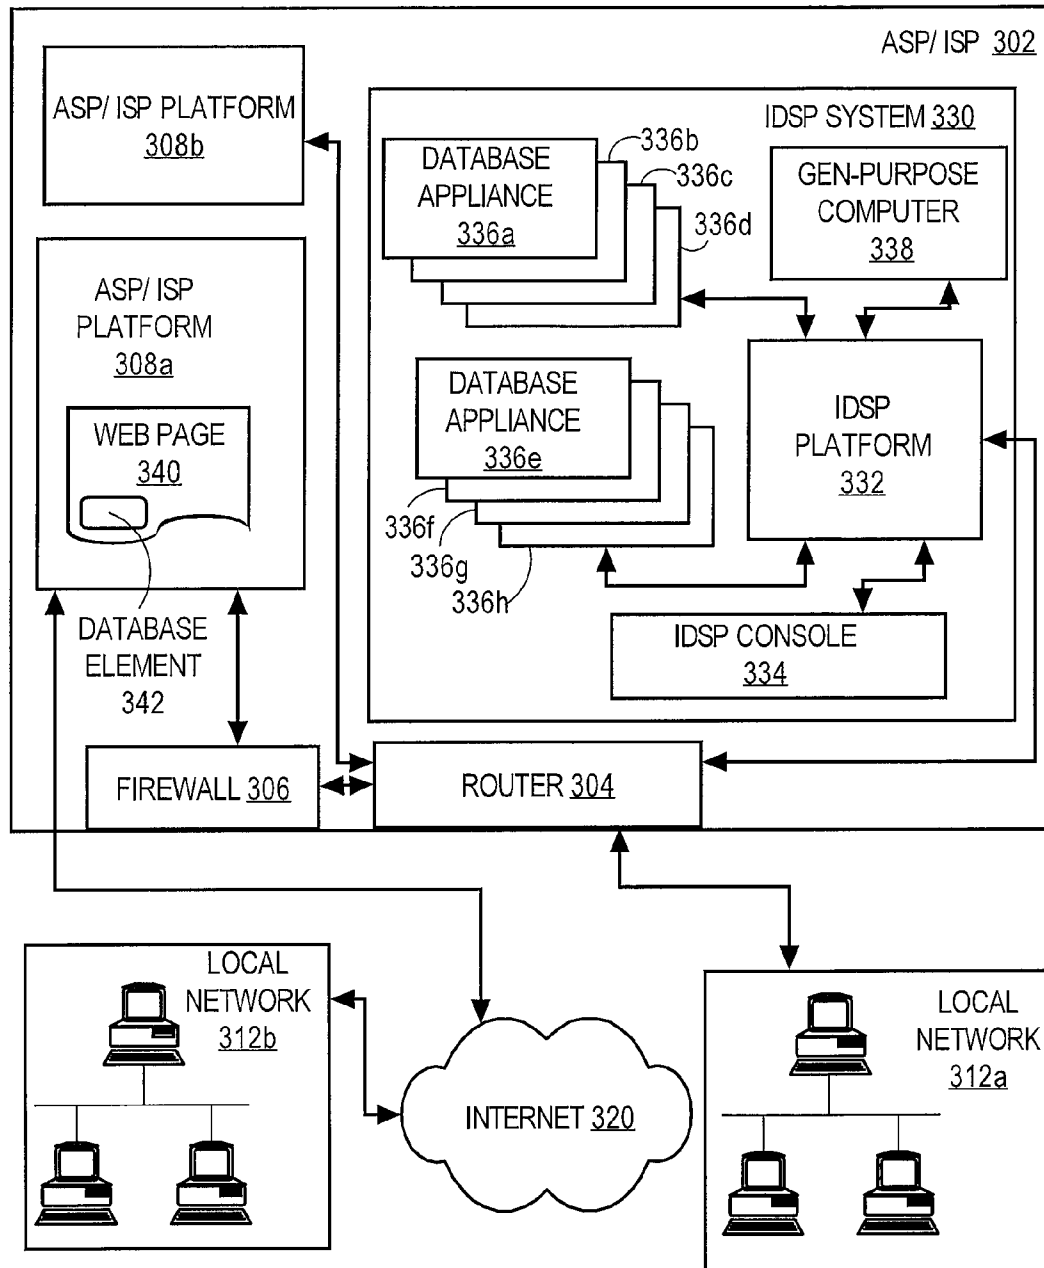 ASP/ ISP 302
ASP/ ISP PLATFORM
308b
IDSP SYSTEM 330
DATABASE
APPLIANCE
336a
336b
336c
336d
GEN-PURPOSE
COMPUTER
338
ASP/ ISP
PLATFORM
308a
WEB PAGE
340
DATABASE
ELEMENT
342
DATABASE
APPLIANCE
336e
336f
336g
336h
IDSP
PLATFORM
332
IDSP CONSOLE
334
FIREWALL 306
ROUTER 304
LOCAL
NETWORK
312b
INTERNET 320
LOCAL
NETWORK
312a